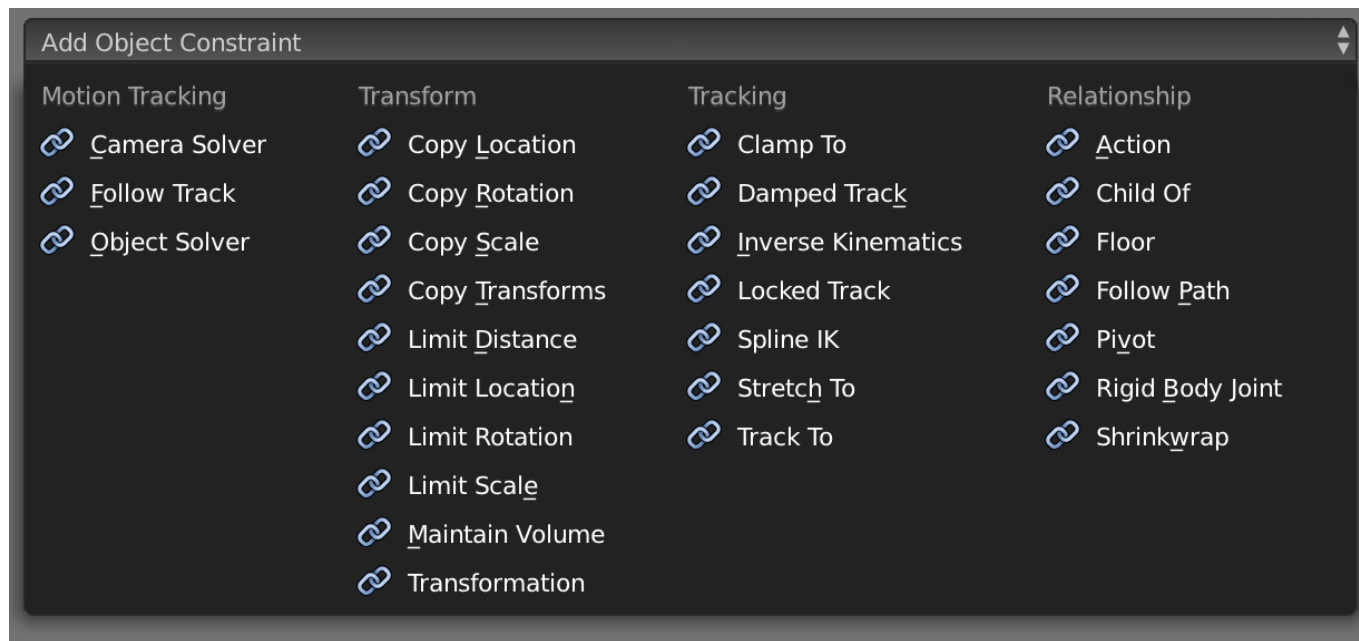 Add Object Constraint
Motion Tracking
Camera Solver
Follow Track
Object Solver
Transform
Copy Location
Copy Rotation
Copy Scale
Copy Transforms
Limit Distance
Limit Location
Limit Rotation
Limit Scale
Maintain Volume
Transformation
Tracking
Clamp To
Damped Track
Inverse Kinematics
Locked Track
Spline IK
Stretch To
Track To
Relationship
Action
Child Of
Floor
Follow Path
Pivot
Rigid Body Joint
Shrinkwrap